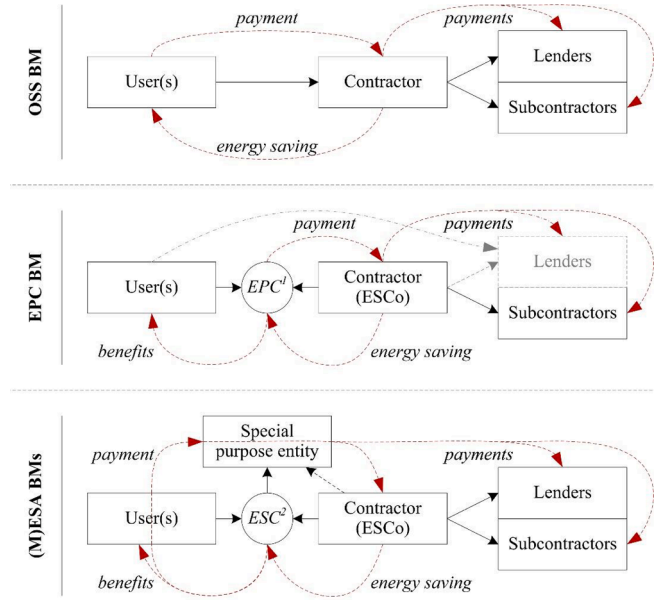 OSS BM
payment
payments
User(s)
Contractor
Lenders
Subcontractors
energy saving
EPC BM
payment
payments
User(s)
EPC¹
Contractor
(ESCo)
Lenders
Subcontractors
benefits
energy saving
(M)ESA BMs
Special
purpose entity
payment
payments
User(s)
ESC²
Contractor
(ESCo)
Lenders
Subcontractors
benefits
energy saving